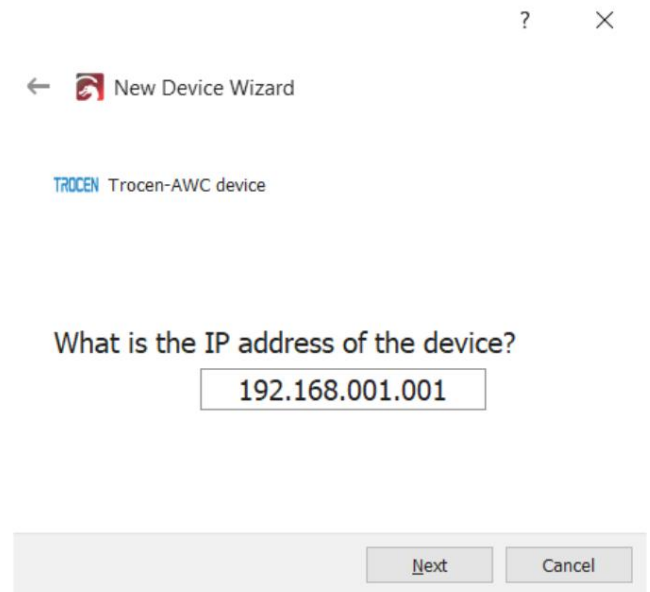 ?
New Device Wizard
TROCEN Trocen-AWC device
What is the IP address of the device?
192.168.001.001
Next Cancel